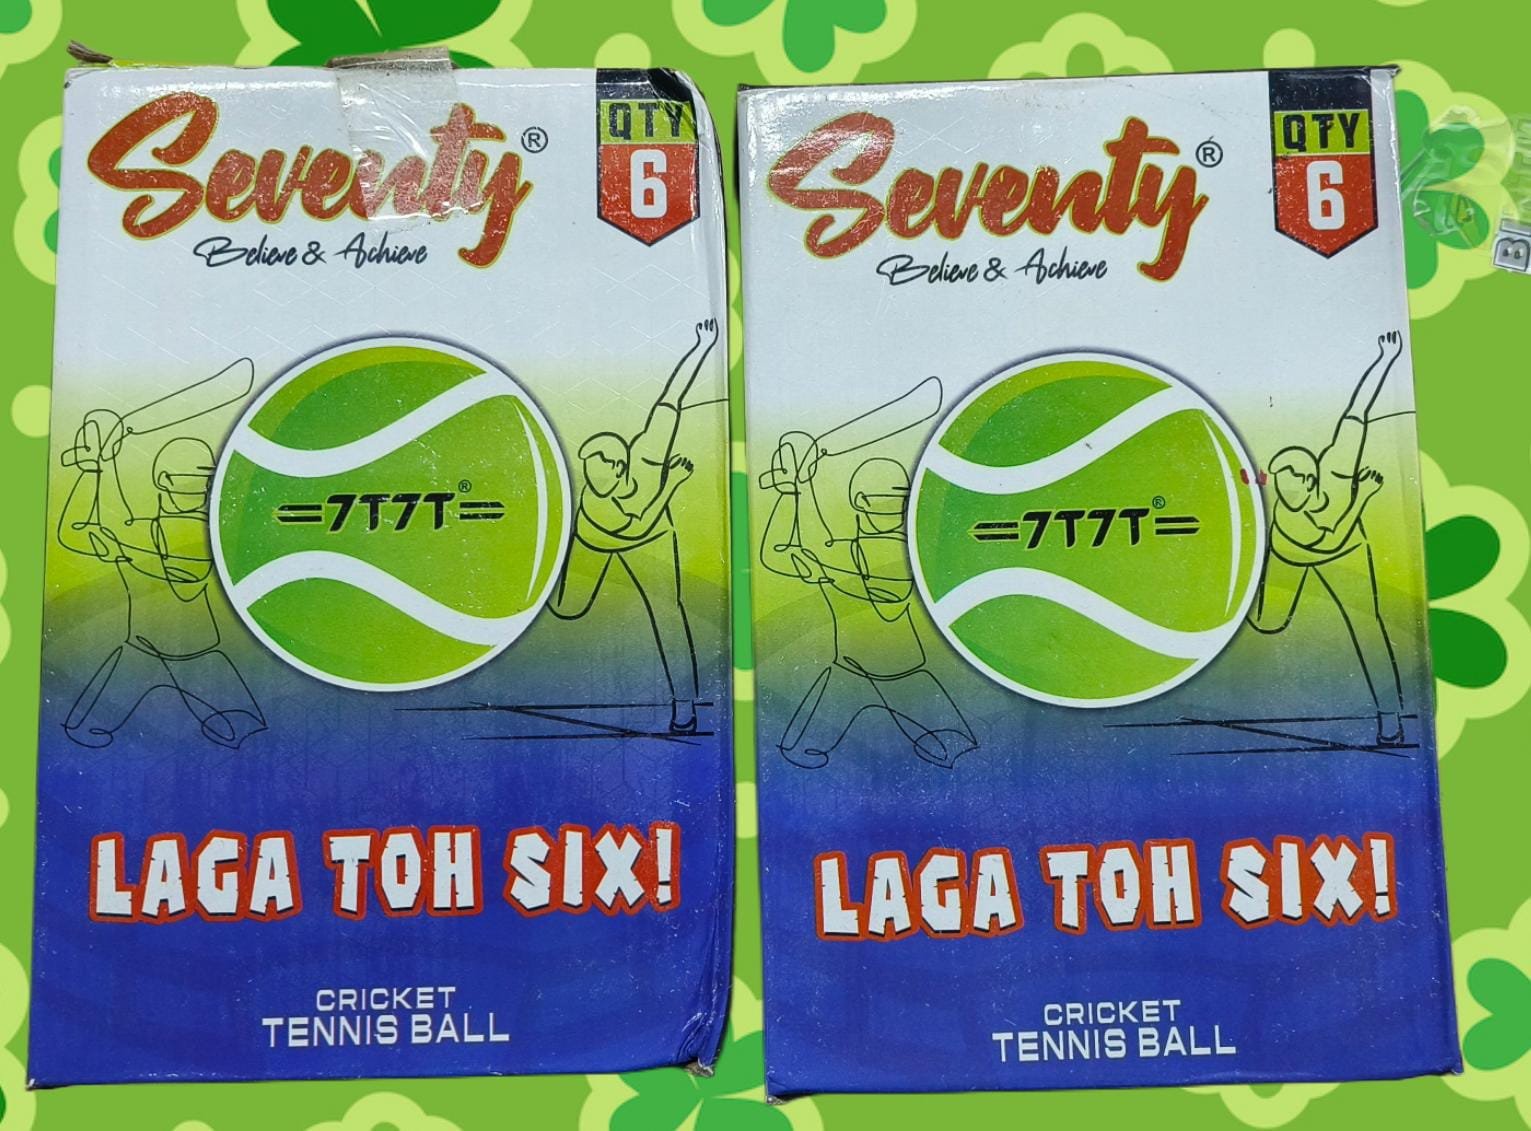 Seventy®
Believe & Achieve
QTY
6
=7T7T®=
LAGA TOH SIX!
CRICKET
TENNIS BALL
Seventy®
Believe & Achieve
QTY
6
=7T7T®=
LAGA TOH SIX!
CRICKET
TENNIS BALL